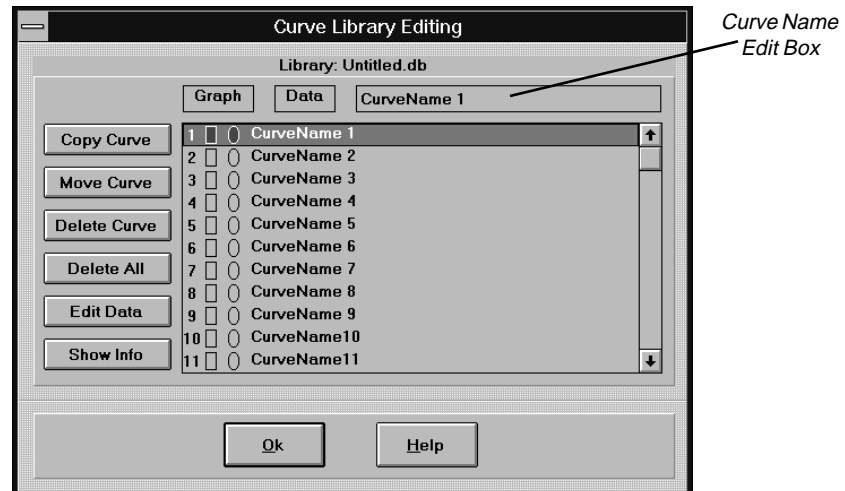 Curve Library Editing
Curve Name
Edit Box
Library: Untitled.db
Graph Data CurveName 1
Copy Curve
Move Curve
Delete Curve
Delete All
Edit Data
Show Info
1 CurveName 1
2 CurveName 2
3 CurveName 3
4 CurveName 4
5 CurveName 5
6 CurveName 6
7 CurveName 7
8 CurveName 8
9 CurveName 9
10 CurveName10
11 CurveName11
Ok Help